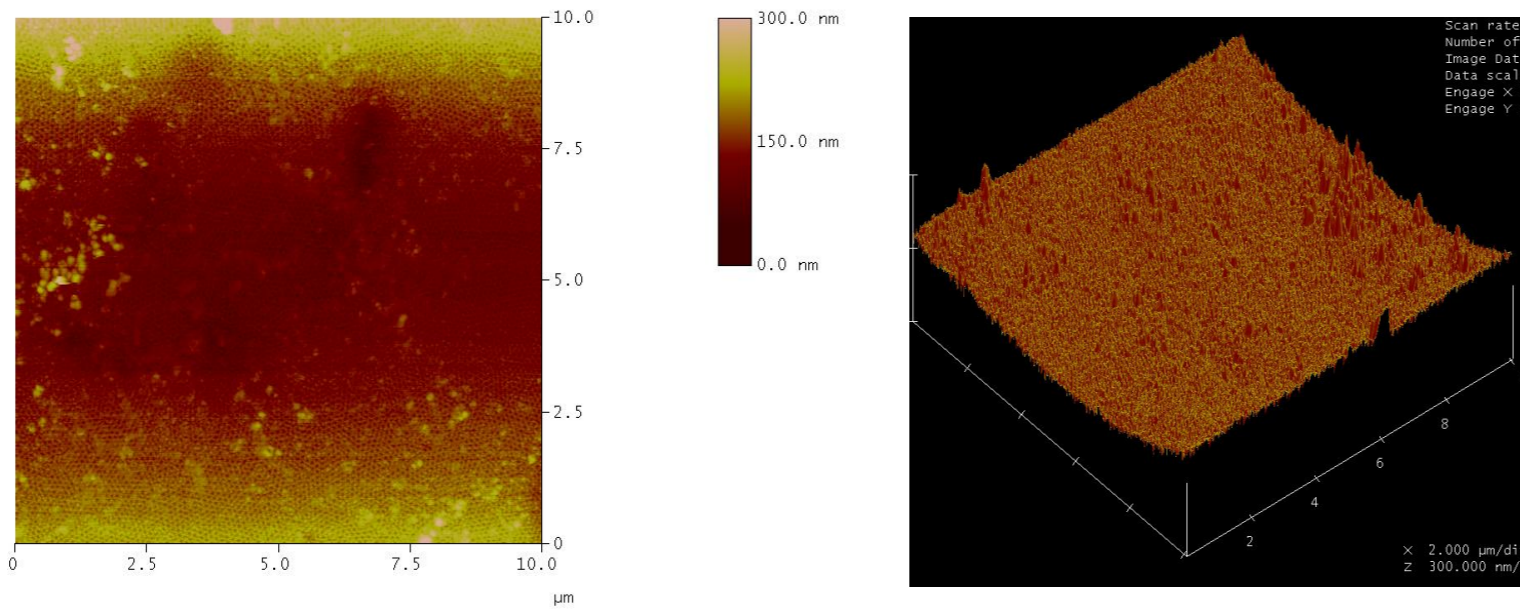 10.0
7.5
5.0
2.5
0
0
2.5
5.0
7.5
10.0
µm
300.0 nm
150.0 nm
0.0 nm
Scan rate
Number of
Image Dat
Data scal
Engage X
Engage Y
2
4
6
8
X 2.000 µm/di
Z 300.000 nm/